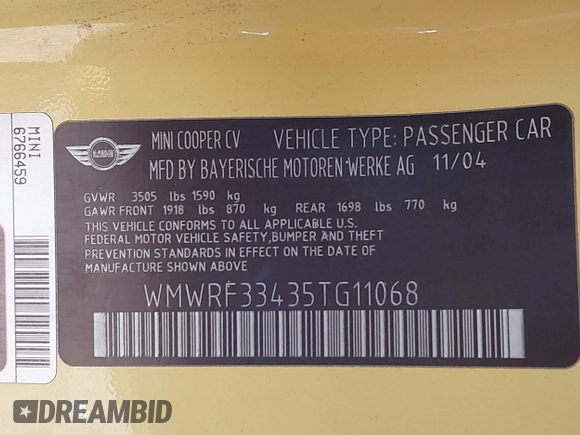 MINI
6766459
MINI COOPER CV VEHICLE TYPE: PASSENGER CAR
MFD BY BAYERISCHE MOTOREN WERKE AG 11/04
GVWR 3505 lbs 1590 kg
GAWR FRONT 1918 lbs 870 kg REAR 1698 lbs 770 kg
THIS VEHICLE CONFORMS TO ALL APPLICABLE U.S.
FEDERAL MOTOR VEHICLE SAFETY,BUMPER AND THEFT
PREVENTION STANDARDS IN EFFECT ON THE DATE OF
MANUFACTURE SHOWN ABOVE
WMWRF33435TG11068
DREAMBID